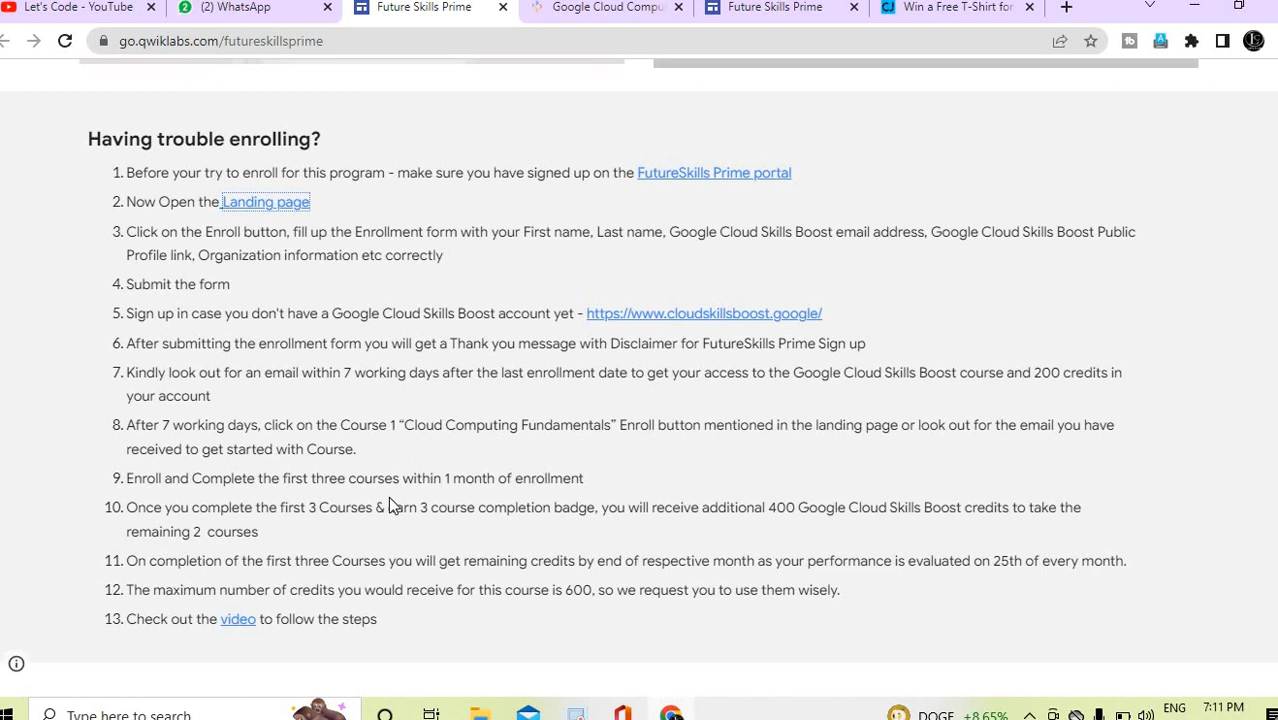 Let's Code - YouTube
(2) WhatsApp
Future Skills Prime
Google Cloud Compu
Future Skills Prime
Win a Free T-Shirt for
go.qwiklabs.com/futureskillsprime
Having trouble enrolling?
1. Before your try to enroll for this program - make sure you have signed up on the FutureSkills Prime portal
2. Now Open the Landing page
3. Click on the Enroll button, fill up the Enrollment form with your First name, Last name, Google Cloud Skills Boost email address, Google Cloud Skills Boost Public
Profile link, Organization information etc correctly
4. Submit the form
5. Sign up in case you don't have a Google Cloud Skills Boost account yet - https://www.cloudskillsboost.google/
6. After submitting the enrollment form you will get a Thank you message with Disclaimer for FutureSkills Prime Sign up
7. Kindly look out for an email within 7 working days after the last enrollment date to get your access to the Google Cloud Skills Boost course and 200 credits in
your account
8. After 7 working days, click on the Course 1 “Cloud Computing Fundamentals” Enroll button mentioned in the landing page or look out for the email you have
received to get started with Course.
9. Enroll and Complete the first three courses within 1 month of enrollment
10. Once you complete the first 3 Courses & earn 3 course completion badge, you will receive additional 400 Google Cloud Skills Boost credits to take the
remaining 2 courses
11. On completion of the first three Courses you will get remaining credits by end of respective month as your performance is evaluated on 25th of every month.
12. The maximum number of credits you would receive for this course is 600, so we request you to use them wisely.
13. Check out the video to follow the steps
Type here to search
DOGE +8.65%
ENG
7:11 PM